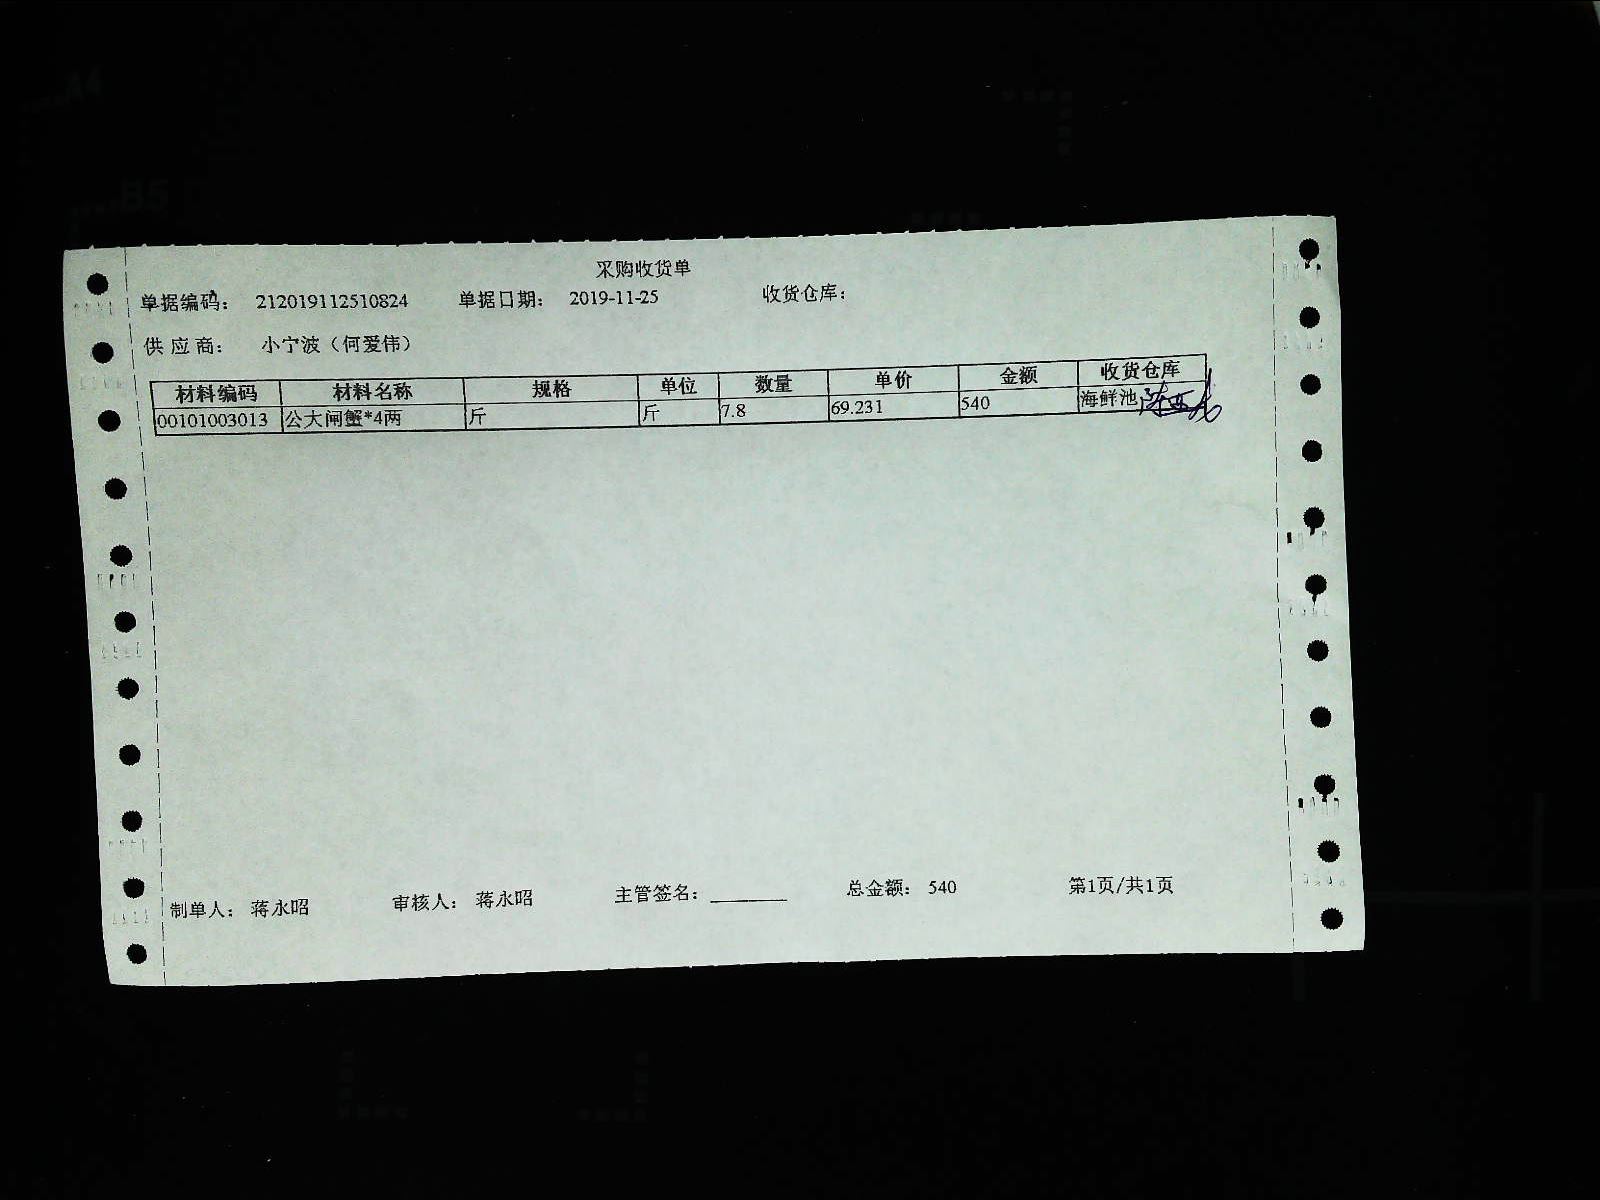 采购收货单
单据编码： 212019112510824 单据日期： 2019-11-25 收货仓库：
供 应 商： 小宁波（何爱伟）
材料编码 材料名称 规格 单位 数量 单价 金额 收货仓库
00101003013 公大闸蟹*4两 斤 斤 7.8 69.231 540 海鲜池
制单人： 蒋永昭 审核人： 蒋永昭 主管签名：________ 总金额： 540 第1页/共1页